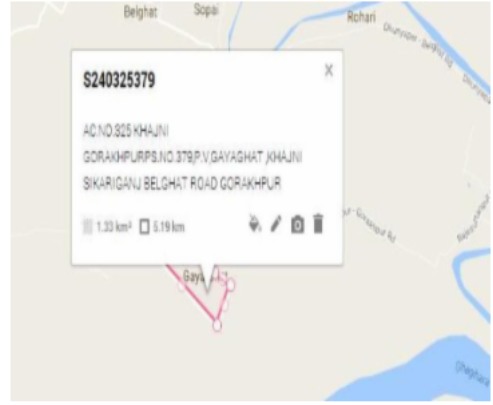 Belghat
Sopai
Rohari
S240325379
AC.NO.325 KHAJNI
GORAKHPURPS.NO.379,P.V,GAYAGHAT ,KHAJNI
SIKARIGANJ BELGHAT ROAD GORAKHPUR
1.33 km² 5.19 km
Ghaghara